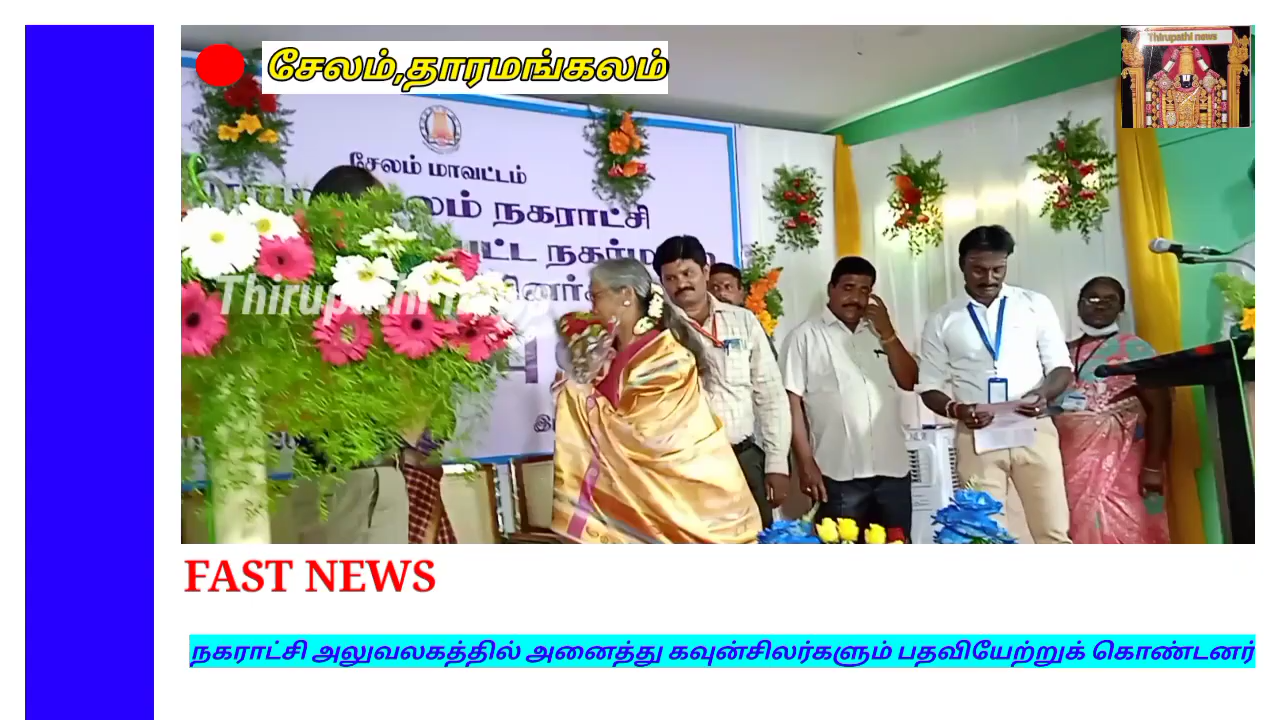 சேலம்,தாரமங்கலம்
Thirupathi news
சேலம் மாவட்டம்
நகராட்சி
Thirupathi
FAST NEWS
நகராட்சி அலுவலகத்தில் அனைத்து கவுன்சிலர்களும் பதவியேற்றுக் கொண்டனர்